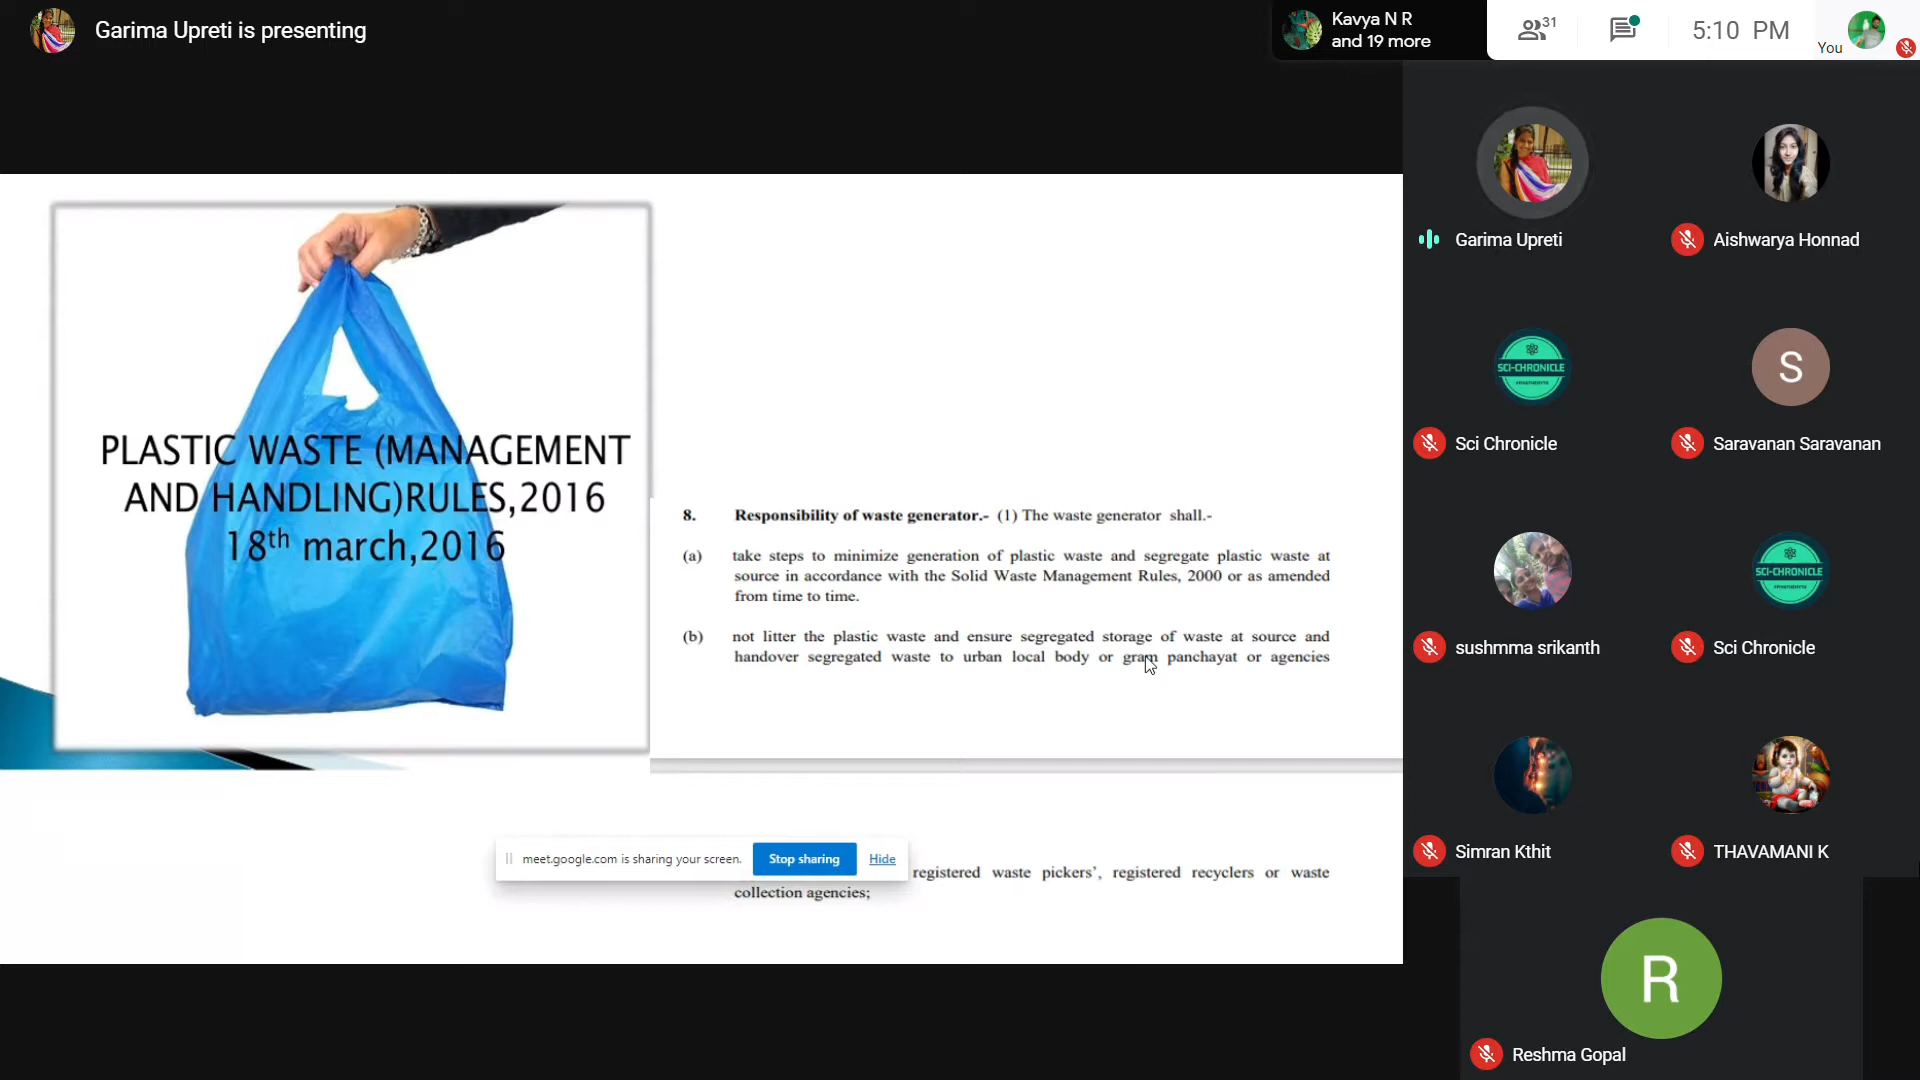 Garima Upreti is presenting
Kavya N R
and 19 more
31
5:10 PM
You
PLASTIC WASTE (MANAGEMENT
AND HANDLING)RULES,2016
18th march,2016
8. Responsibility of waste generator.- (1) The waste generator shall.-
(a) take steps to minimize generation of plastic waste and segregate plastic waste at
source in accordance with the Solid Waste Management Rules, 2000 or as amended
from time to time.
(b) not litter the plastic waste and ensure segregated storage of waste at source and
handover segregated waste to urban local body or gram panchayat or agencies
meet.google.com is sharing your screen.
Stop sharing
Hide
registered waste pickers’, registered recyclers or waste
collection agencies;
Garima Upreti
Aishwarya Honnad
SCI-CHRONICLE
S
Sci Chronicle
Saravanan Saravanan
SCI-CHRONICLE
sushmma srikanth
Sci Chronicle
Simran Kthit
THAVAMANI K
R
Reshma Gopal